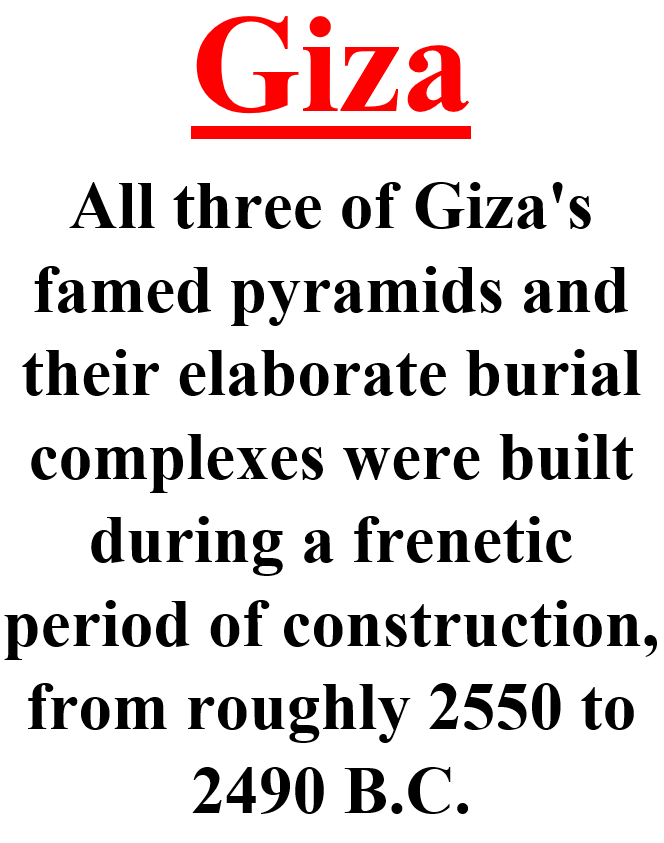 Giza
All three of Giza's
famed pyramids and
their elaborate burial
complexes were built
during a frenetic
period of construction,
from roughly 2550 to
2490 B.C.